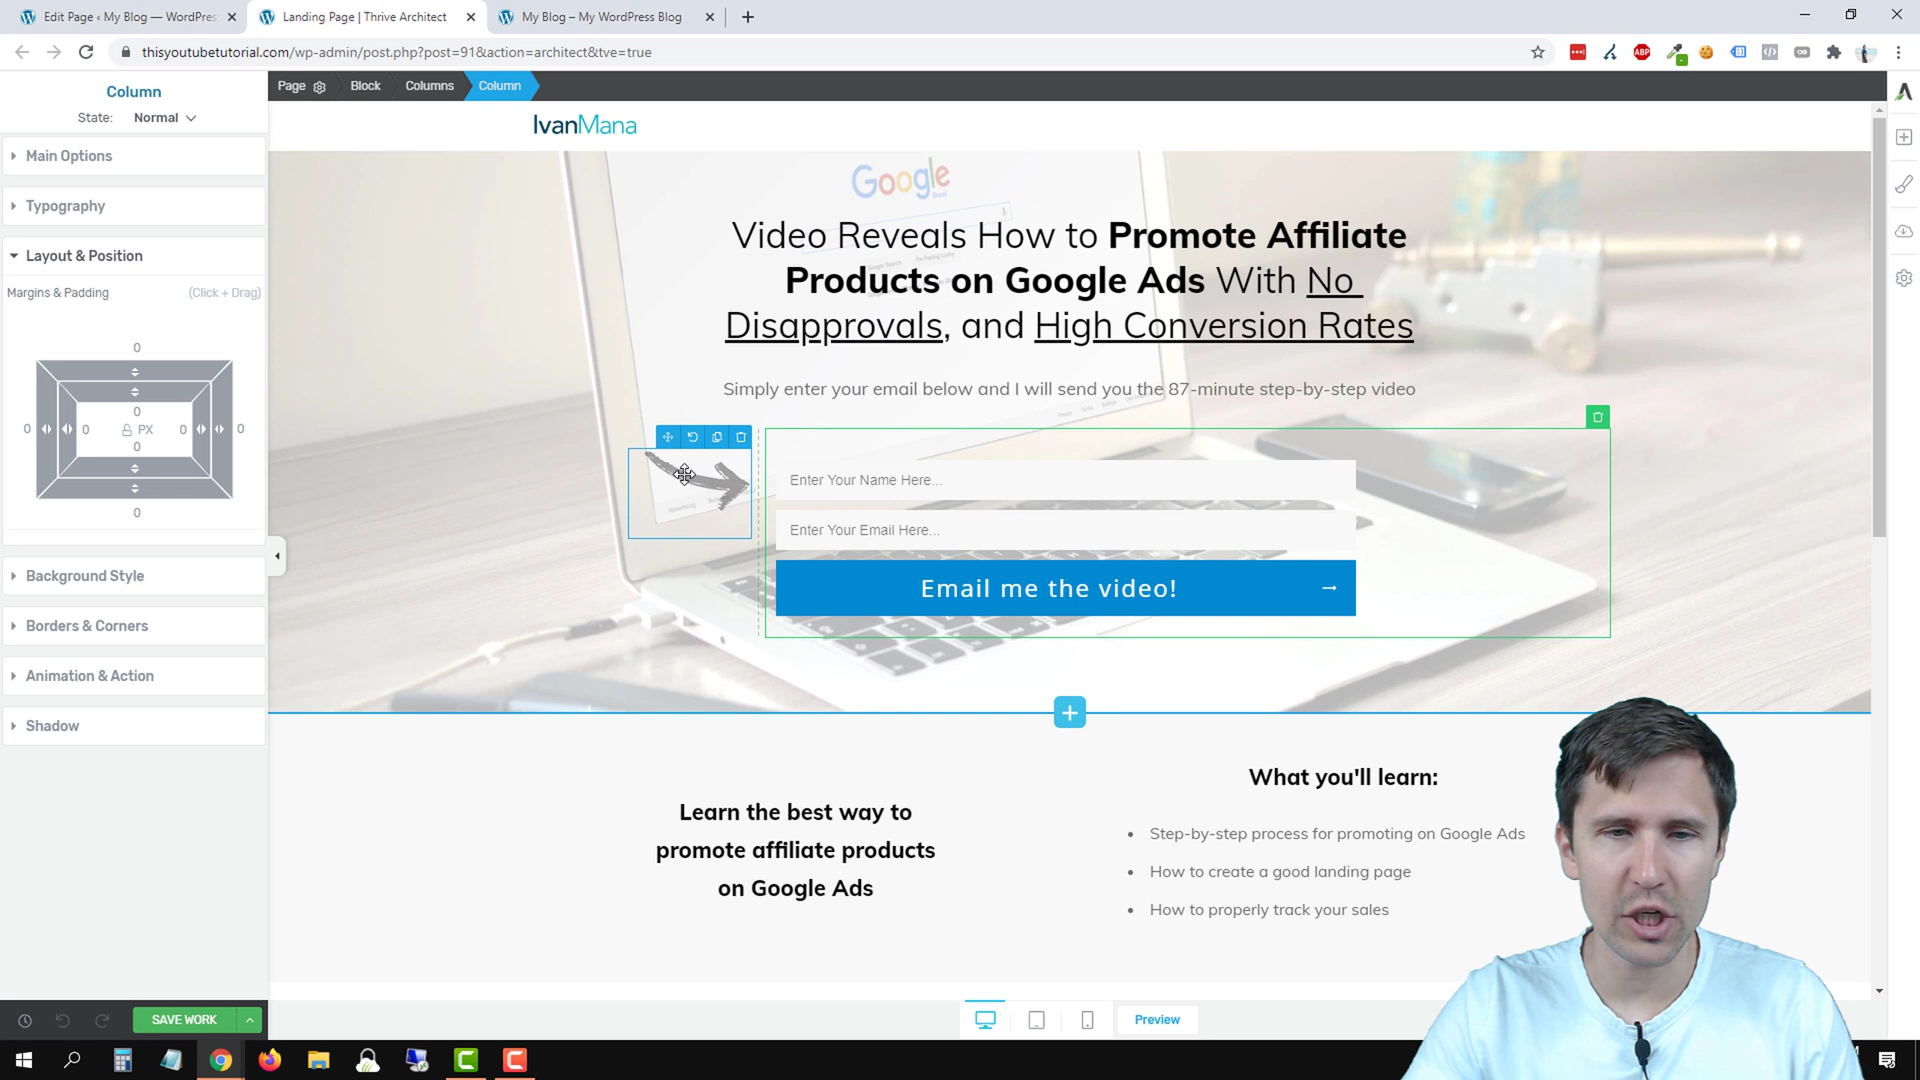 Edit Page ‹ My Blog — WordPres
Landing Page | Thrive Architect
My Blog – My WordPress Blog
thisyoutubetutorial.com/wp-admin/post.php?post=91&action=architect&tve=true
ABP
Column
State: Normal
Main Options
Typography
Layout & Position
Margins & Padding (Click + Drag)
0
0
0 0 PX 0 0
0
0
Background Style
Borders & Corners
Animation & Action
Shadow
SAVE WORK
Page Block Columns Column
IvanMana
Google
Video Reveals How to Promote Affiliate
Products on Google Ads With No
Disapprovals, and High Conversion Rates
Simply enter your email below and I will send you the 87-minute step-by-step video
Enter Your Name Here...
Enter Your Email Here...
Email me the video! →
Learn the best way to
promote affiliate products
on Google Ads
What you'll learn:
• Step-by-step process for promoting on Google Ads
• How to create a good landing page
• How to properly track your sales
Preview